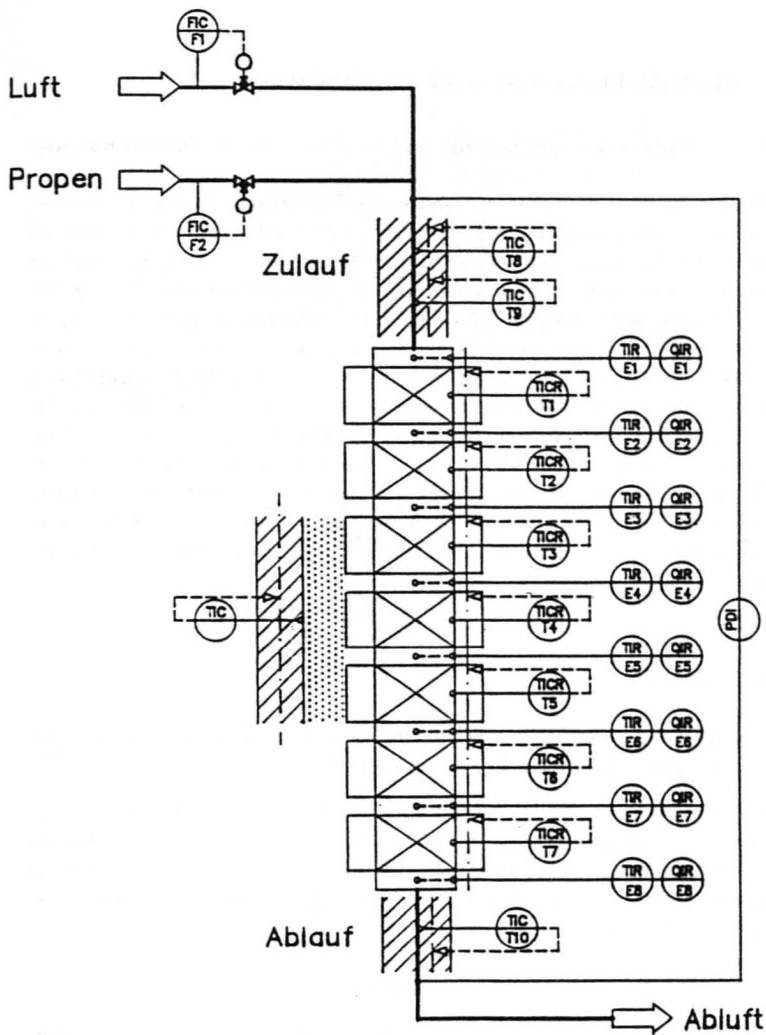 FIC
F1
Luft
Propen
FIC
F2
Zulauf
TIC
T8
TIC
T9
TIR
E1
QIR
E1
TICR
T1
TIR
E2
QIR
E2
TICR
T2
TIR
E3
QIR
E3
TICR
T3
TIR
E4
QIR
E4
TIC
TICR
T4
PDI
TIR
E5
QIR
E5
TICR
T5
TIR
E6
QIR
E6
TICR
T6
TIR
E7
QIR
E7
TICR
T7
TIR
E8
QIR
E8
Ablauf
TIC
T10
Abluft